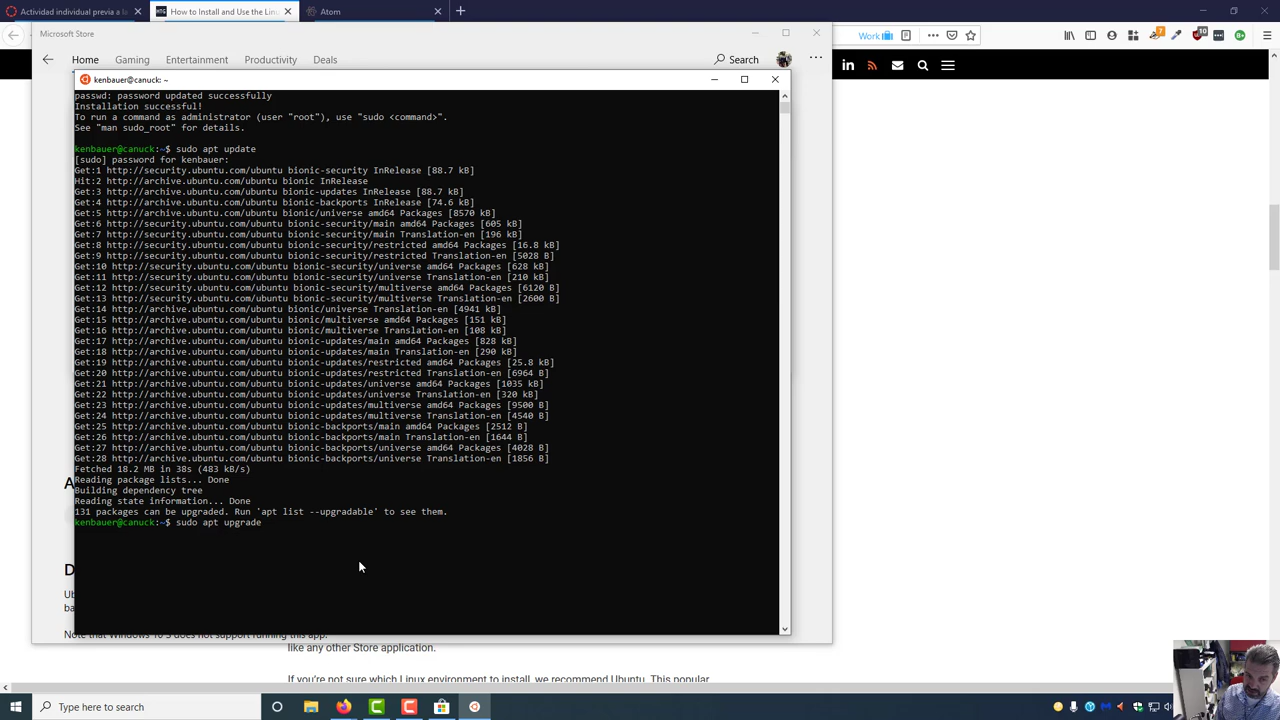 Actividad individual previa a la
How to Install and Use the Linu
Atom
Microsoft Store
Work
Home
Gaming
Entertainment
Productivity
Deals
Search
kenbauer@canuck: ~
passwd: password updated successfully
Installation successful!
To run a command as administrator (user "root"), use "sudo <command>".
See "man sudo_root" for details.
kenbauer@canuck:~$ sudo apt update
[sudo] password for kenbauer:
Get:1 http://security.ubuntu.com/ubuntu bionic-security InRelease [88.7 kB]
Hit:2 http://archive.ubuntu.com/ubuntu bionic InRelease
Get:3 http://archive.ubuntu.com/ubuntu bionic-updates InRelease [88.7 kB]
Get:4 http://archive.ubuntu.com/ubuntu bionic-backports InRelease [74.6 kB]
Get:5 http://archive.ubuntu.com/ubuntu bionic/universe amd64 Packages [8570 kB]
Get:6 http://security.ubuntu.com/ubuntu bionic-security/main amd64 Packages [605 kB]
Get:7 http://security.ubuntu.com/ubuntu bionic-security/main Translation-en [196 kB]
Get:8 http://security.ubuntu.com/ubuntu bionic-security/restricted amd64 Packages [16.8 kB]
Get:9 http://security.ubuntu.com/ubuntu bionic-security/restricted Translation-en [5028 B]
Get:10 http://security.ubuntu.com/ubuntu bionic-security/universe amd64 Packages [628 kB]
Get:11 http://security.ubuntu.com/ubuntu bionic-security/universe Translation-en [210 kB]
Get:12 http://security.ubuntu.com/ubuntu bionic-security/multiverse amd64 Packages [6120 B]
Get:13 http://security.ubuntu.com/ubuntu bionic-security/multiverse Translation-en [2600 B]
Get:14 http://archive.ubuntu.com/ubuntu bionic/universe Translation-en [4941 kB]
Get:15 http://archive.ubuntu.com/ubuntu bionic/multiverse amd64 Packages [151 kB]
Get:16 http://archive.ubuntu.com/ubuntu bionic/multiverse Translation-en [108 kB]
Get:17 http://archive.ubuntu.com/ubuntu bionic-updates/main amd64 Packages [828 kB]
Get:18 http://archive.ubuntu.com/ubuntu bionic-updates/main Translation-en [290 kB]
Get:19 http://archive.ubuntu.com/ubuntu bionic-updates/restricted amd64 Packages [25.8 kB]
Get:20 http://archive.ubuntu.com/ubuntu bionic-updates/restricted Translation-en [6964 B]
Get:21 http://archive.ubuntu.com/ubuntu bionic-updates/universe amd64 Packages [1035 kB]
Get:22 http://archive.ubuntu.com/ubuntu bionic-updates/universe Translation-en [320 kB]
Get:23 http://archive.ubuntu.com/ubuntu bionic-updates/multiverse amd64 Packages [9500 B]
Get:24 http://archive.ubuntu.com/ubuntu bionic-updates/multiverse Translation-en [4540 B]
Get:25 http://archive.ubuntu.com/ubuntu bionic-backports/main amd64 Packages [2512 B]
Get:26 http://archive.ubuntu.com/ubuntu bionic-backports/main Translation-en [1644 B]
Get:27 http://archive.ubuntu.com/ubuntu bionic-backports/universe amd64 Packages [4028 B]
Get:28 http://archive.ubuntu.com/ubuntu bionic-backports/universe Translation-en [1856 B]
Fetched 18.2 MB in 38s (483 kB/s)
Reading package lists... Done
Building dependency tree
Reading state information... Done
131 packages can be upgraded. Run 'apt list --upgradable' to see them.
kenbauer@canuck:~$ sudo apt upgrade
Note that Windows 10 S does not support running this app.
like any other Store application.
If you're not sure which Linux environment to install, we recommend Ubuntu. This popular
Type here to search